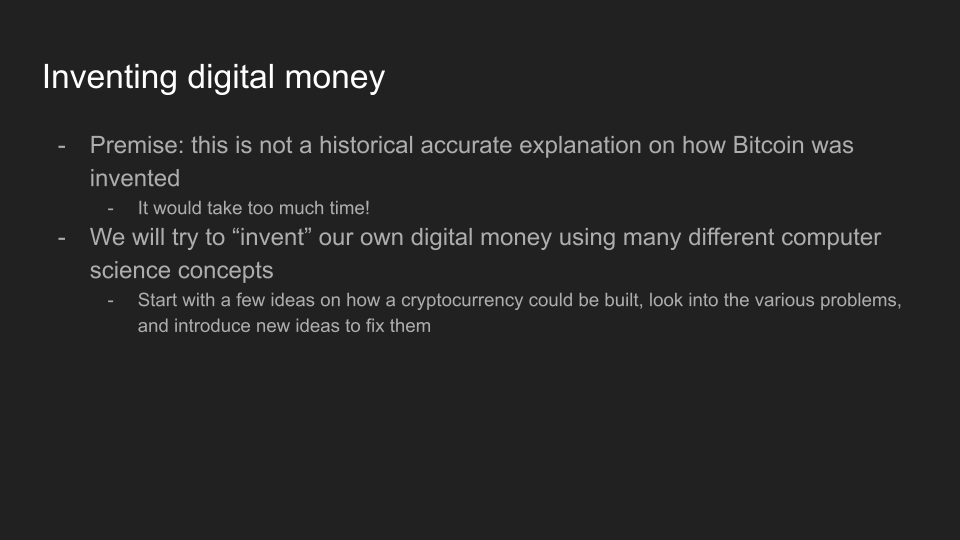 Inventing digital money
- Premise: this is not a historical accurate explanation on how Bitcoin was
invented
- It would take too much time!
- We will try to “invent” our own digital money using many different computer
science concepts
- Start with a few ideas on how a cryptocurrency could be built, look into the various problems,
and introduce new ideas to fix them